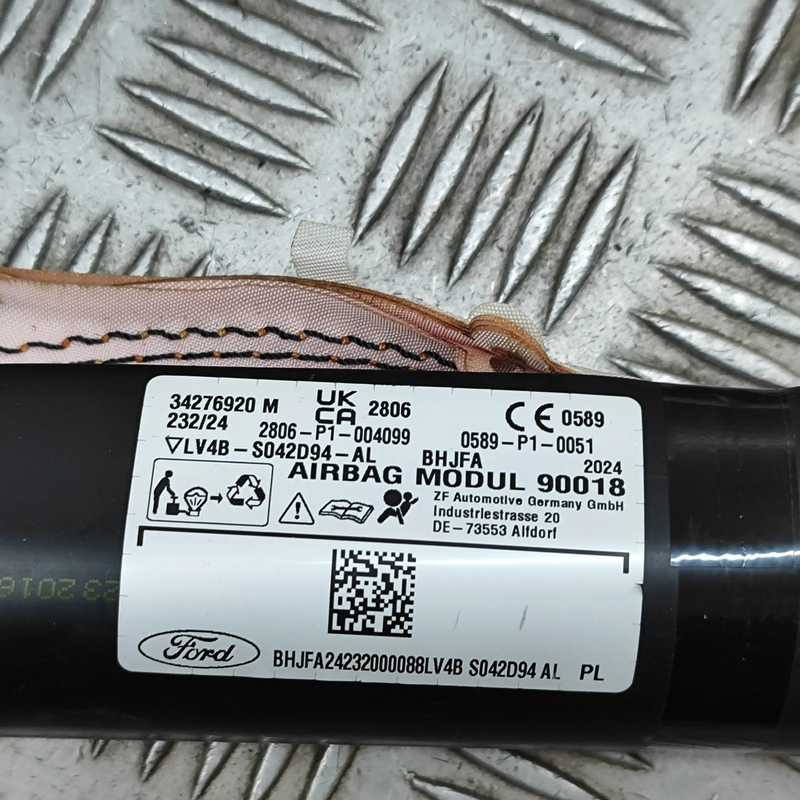 34276920 M UK CA 2806 CE 0589
232/24 2806-P1-004099 0589-P1-0051
▽LV4B-S042D94-AL BHJFA 2024
AIRBAG MODUL 90018
ZF Automotive Germany GmbH
Industriestrasse 20
DE-73553 Alfdorf
Ford
BHJFA24232000088LV4B S042D94 AL PL